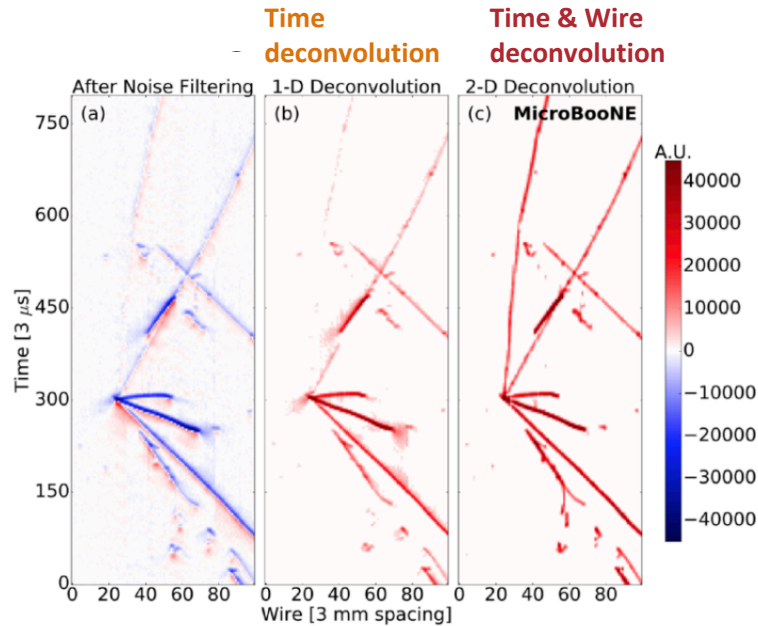 Time
deconvolution
Time & Wire
deconvolution
After Noise Filtering
1-D Deconvolution
2-D Deconvolution
(a)
(b)
(c)
MicroBooNE
A.U.
Time [3 μs]
750
600
450
300
150
0
0 20 40 60 80
0 20 40 60 80
0 20 40 60 80
Wire [3 mm spacing]
40000
30000
20000
10000
0
−10000
−20000
−30000
−40000